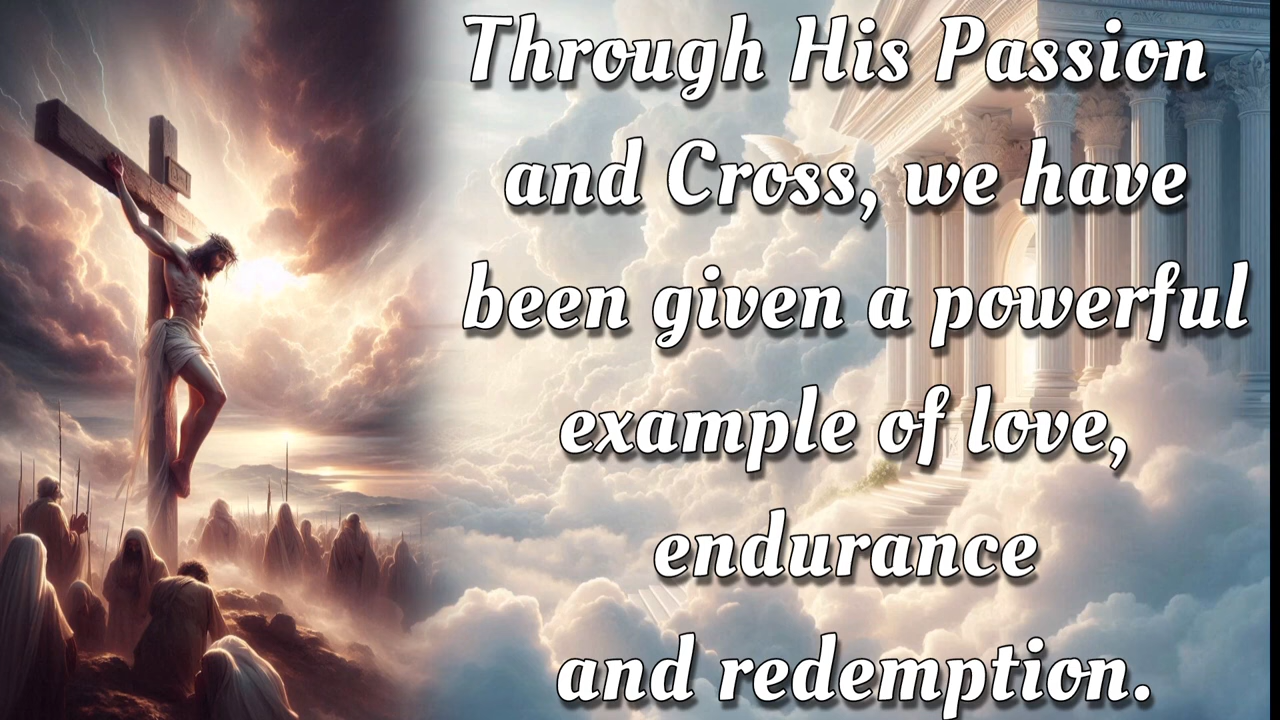 Through His Passion
and Cross, we have
been given a powerful
example of love,
endurance
and redemption.